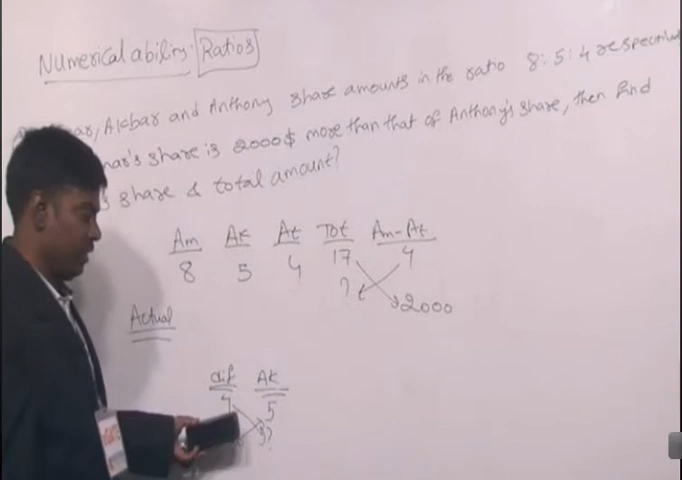 Numerical ability: Ratios
Akbar and Anthony share amounts in the ratio 8:5:4 respectively
share is 2000$ more than that of Anthony's share, then find
share & total amount?
Am Ak At Tot Am-At
8 5 4 17 4
? 2000
Actual
dif Ak
4 5
?